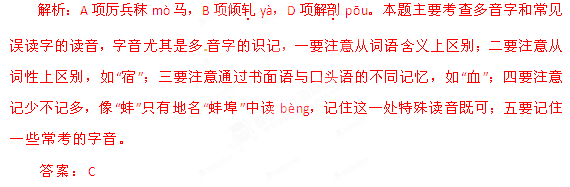 解析：A 项厉兵秣 mò 马，B 项倾轧 yà，D 项解剖 pōu。本题主要考查多音字和常见
误读字的读音，字音尤其是多音字的识记，一要注意从词语含义上区别；二要注意从
词性上区别，如“宿”；三要注意通过书面语与口头语的不同记忆，如“血”；四要注意
记少不记多，像“蚌”只有地名“蚌埠”中读 bèng，记住这一处特殊读音既可；五要记住
一些常考的字音。
答案：C